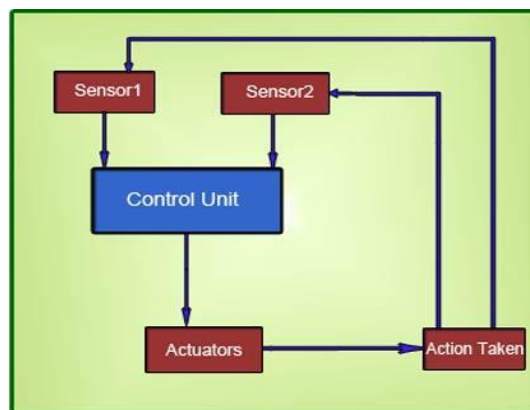 Sensor1
Sensor2
Control Unit
Actuators
Action Taken